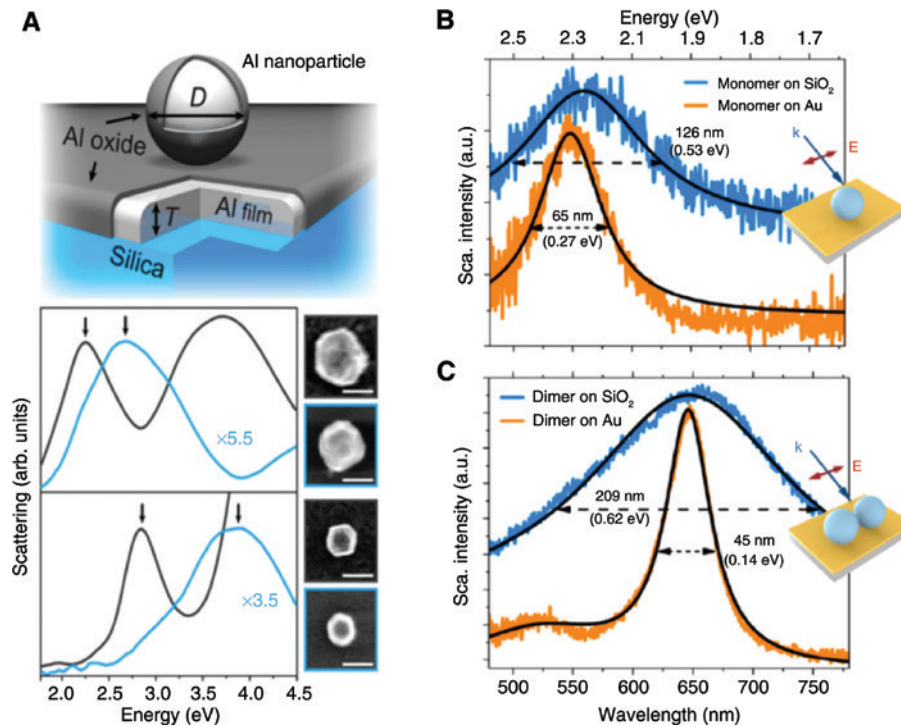 A
Al nanoparticle
D
Al oxide
T
Al film
Silica
Scattering (arb. units)
×5.5
×3.5
2.0 2.5 3.0 3.5 4.0 4.5
Energy (eV)
B
Energy (eV)
2.5 2.3 2.1 2.0 1.9 1.8 1.7
Sca. intensity (a.u.)
Monomer on SiO₂
Monomer on Au
126 nm
(0.53 eV)
65 nm
(0.27 eV)
k
E
C
Sca. intensity (a.u.)
Dimer on SiO₂
Dimer on Au
209 nm
(0.62 eV)
45 nm
(0.14 eV)
k
E
500 550 600 650 700 750
Wavelength (nm)